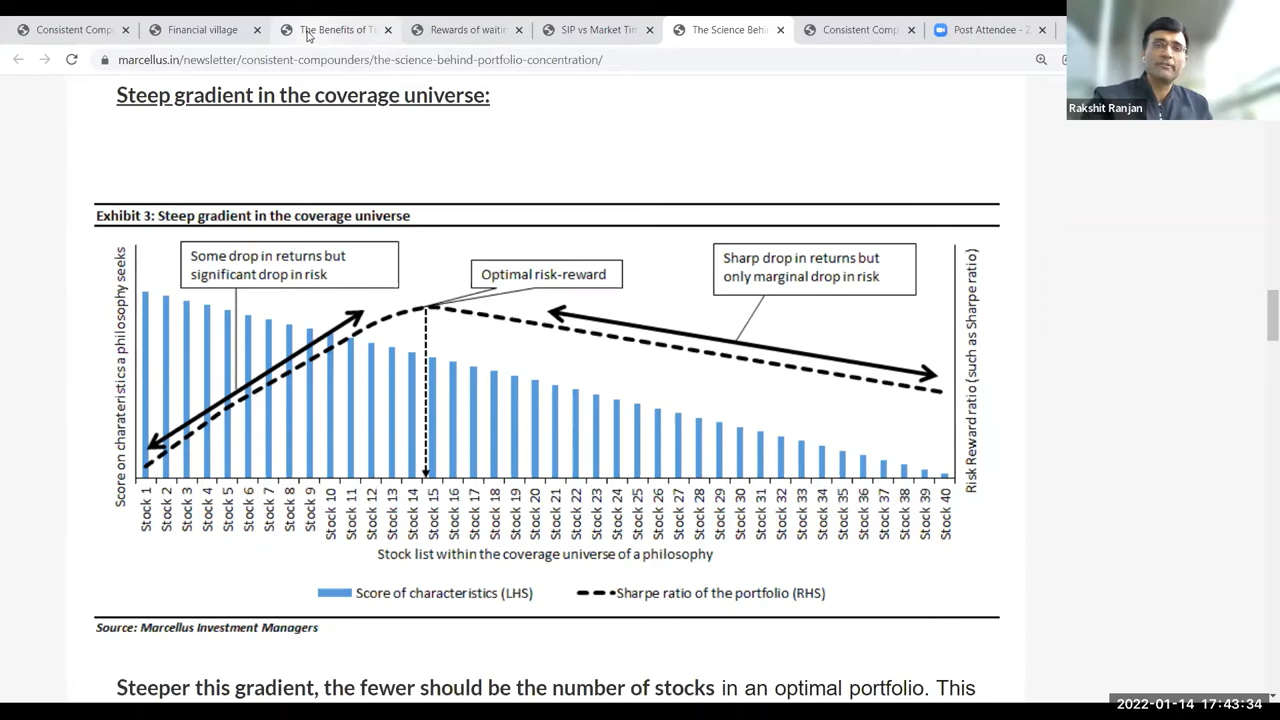 Consistent Comp
Financial village
The Benefits of T
Rewards of waitin
SIP vs Market Tim
The Science Behi
Consistent Comp
Post Attendee - Z
marcellus.in/newsletter/consistent-compounders/the-science-behind-portfolio-concentration/
Rakshit Ranjan
Steep gradient in the coverage universe:
Exhibit 3: Steep gradient in the coverage universe
Score on charateristics a philosophy seeks
Some drop in returns but
significant drop in risk
Optimal risk-reward
Sharp drop in returns but
only marginal drop in risk
Risk Reward ratio (such as Sharpe ratio)
Stock 1
Stock 2
Stock 3
Stock 4
Stock 5
Stock 6
Stock 7
Stock 8
Stock 9
Stock 10
Stock 11
Stock 12
Stock 13
Stock 14
Stock 15
Stock 16
Stock 17
Stock 18
Stock 19
Stock 20
Stock 21
Stock 22
Stock 23
Stock 24
Stock 25
Stock 26
Stock 27
Stock 28
Stock 29
Stock 30
Stock 31
Stock 32
Stock 33
Stock 34
Stock 35
Stock 36
Stock 37
Stock 38
Stock 39
Stock 40
Stock list within the coverage universe of a philosophy
Score of characteristics (LHS)
Sharpe ratio of the portfolio (RHS)
Source: Marcellus Investment Managers
Steeper this gradient, the fewer should be the number of stocks in an optimal portfolio. This
2022-01-14 17:43:34